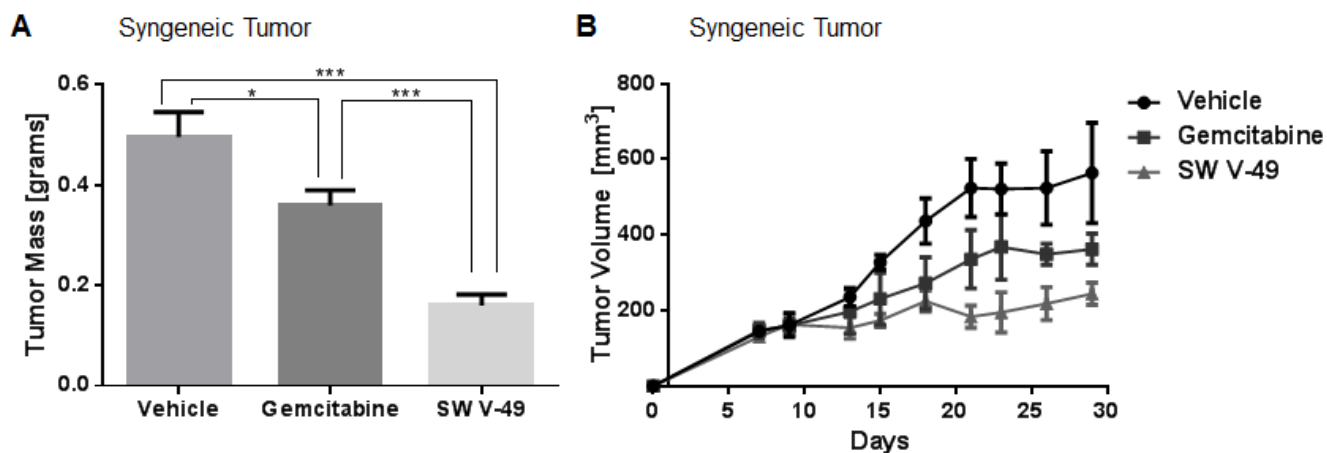 A Syngeneic Tumor
Tumor Mass [grams]
0.6
0.4
0.2
0.0
***
*
***
Vehicle
Gemcitabine
SW V-49
B Syngeneic Tumor
Tumor Volume [mm³]
800
600
400
200
0
5
10
15
20
25
30
Days
Vehicle
Gemcitabine
SW V-49